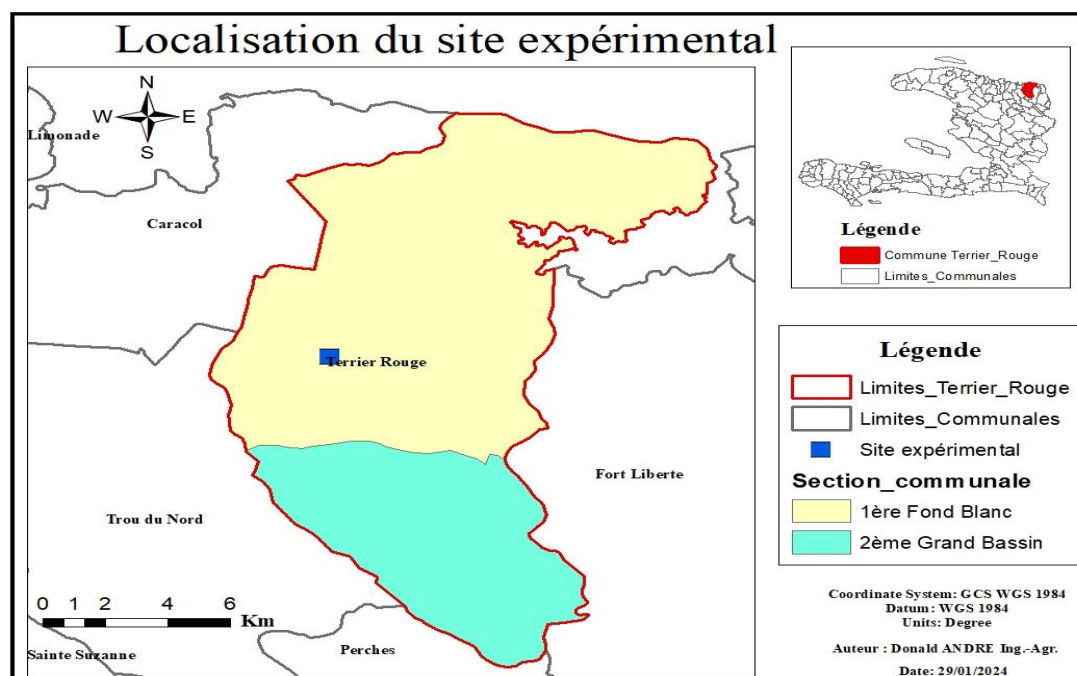 Localisation du site expérimental
N
W E
S
Limonade
Caracol
Terrier Rouge
Fort Liberte
Trou du Nord
0 1 2 4 6
Km
Sainte Suzanne
Perches
Légende
Commune Terrier_Rouge
Limites_Communales
Légende
Limites_Terrier_Rouge
Limites_Communales
Site expérimental
Section_communale
1ère Fond Blanc
2ème Grand Bassin
Coordinate System: GCS WGS 1984
Datum: WGS 1984
Units: Degree
Auteur : Donald ANDRE Ing.-Agr.
Date: 29/01/2024